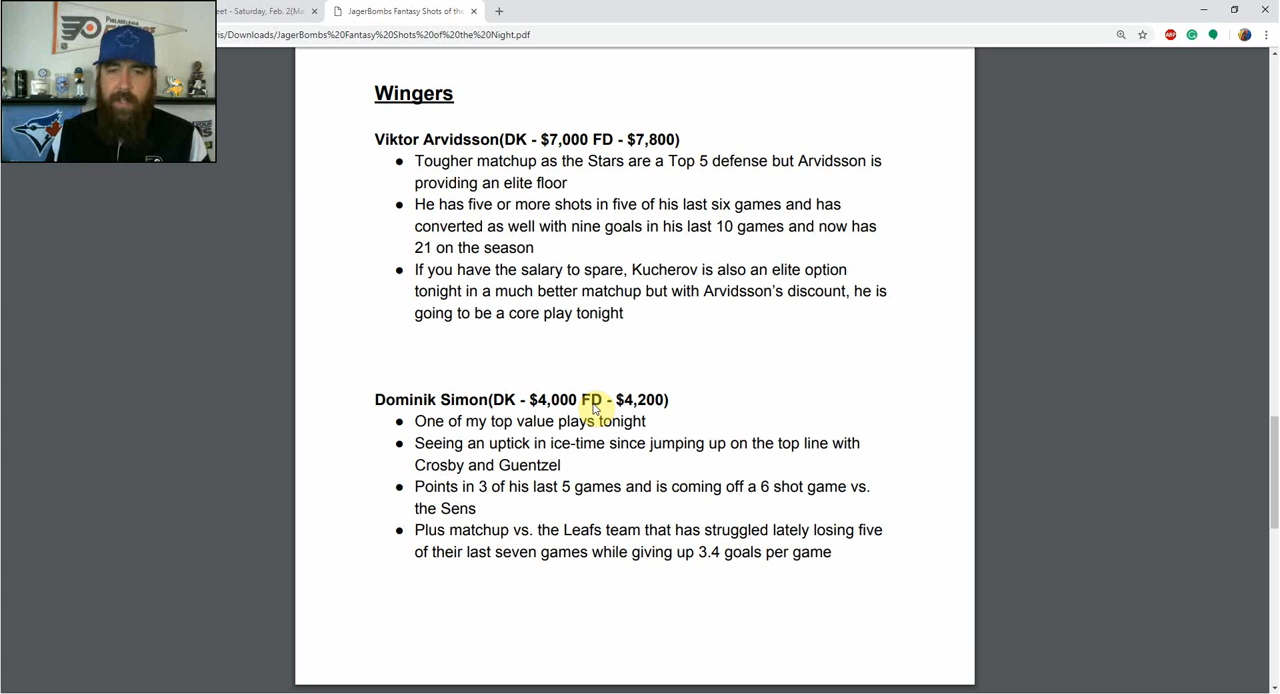 PHILADELPHIA
eet - Saturday, Feb. 2(Ma
JagerBombs Fantasy Shots of the
is/Downloads/JagerBombs%20Fantasy%20Shots%20of%20the%20Night.pdf
ABP
Wingers
Viktor Arvidsson(DK - $7,000 FD - $7,800)
● Tougher matchup as the Stars are a Top 5 defense but Arvidsson is
providing an elite floor
● He has five or more shots in five of his last six games and has
converted as well with nine goals in his last 10 games and now has
21 on the season
● If you have the salary to spare, Kucherov is also an elite option
tonight in a much better matchup but with Arvidsson's discount, he is
going to be a core play tonight
Dominik Simon(DK - $4,000 FD - $4,200)
● One of my top value plays tonight
● Seeing an uptick in ice-time since jumping up on the top line with
Crosby and Guentzel
● Points in 3 of his last 5 games and is coming off a 6 shot game vs.
the Sens
● Plus matchup vs. the Leafs team that has struggled lately losing five
of their last seven games while giving up 3.4 goals per game